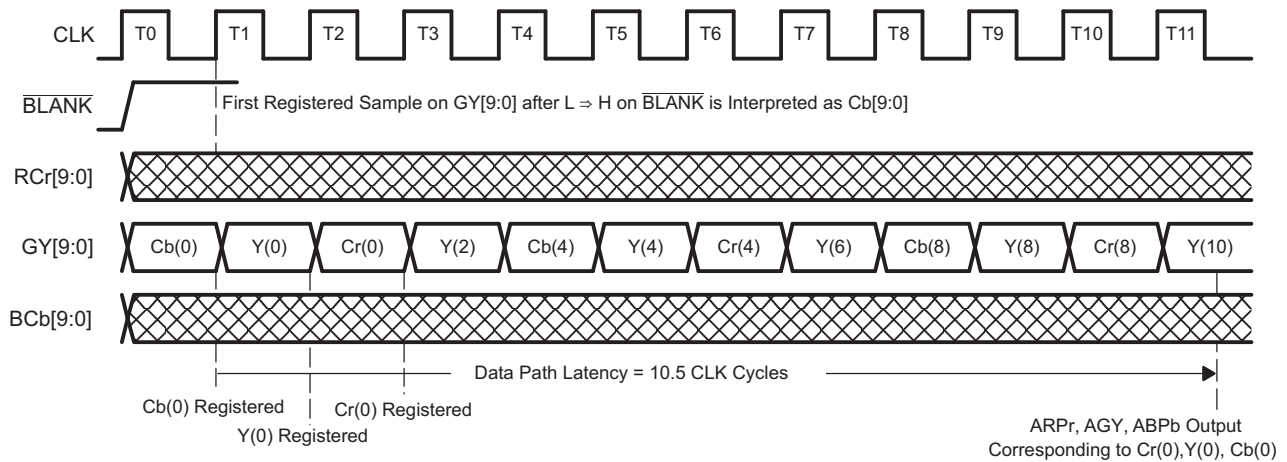 CLK T0 T1 T2 T3 T4 T5 T6 T7 T8 T9 T10 T11
BLANK First Registered Sample on GY[9:0] after L ⇒ H on BLANK is Interpreted as Cb[9:0]
RCr[9:0]
GY[9:0] Cb(0) Y(0) Cr(0) Y(2) Cb(4) Y(4) Cr(4) Y(6) Cb(8) Y(8) Cr(8) Y(10)
BCb[9:0]
Data Path Latency = 10.5 CLK Cycles
Cb(0) Registered Cr(0) Registered
Y(0) Registered
ARPr, AGY, ABPb Output
Corresponding to Cr(0),Y(0), Cb(0)